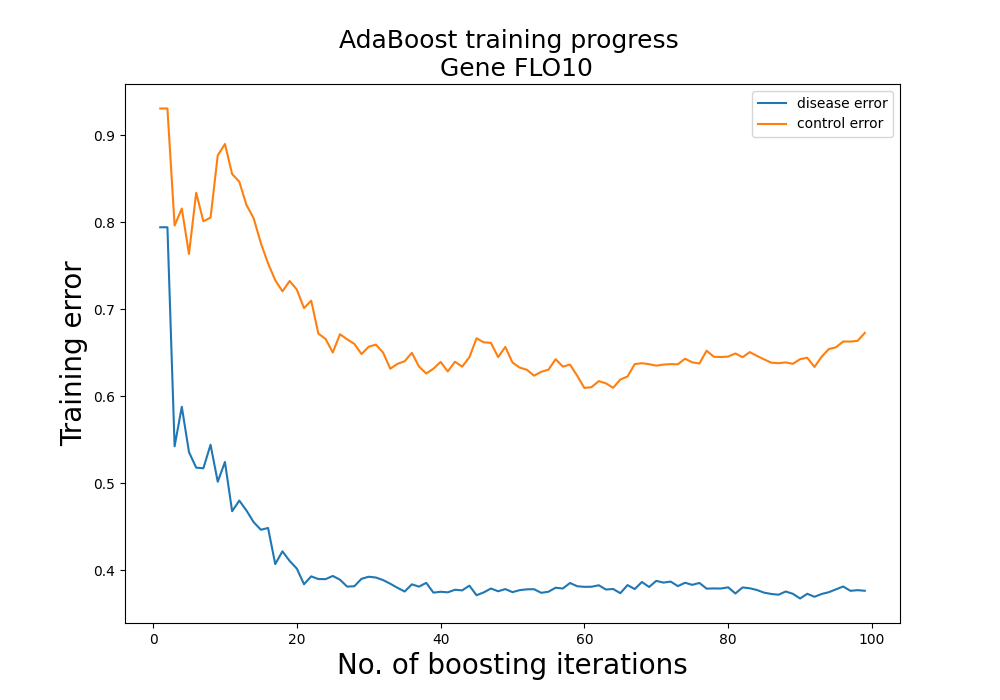 AdaBoost training progress
Gene FLO10
disease error
control error
Training error
0.9
0.8
0.7
0.6
0.5
0.4
0 20 40 60 80 100
No. of boosting iterations